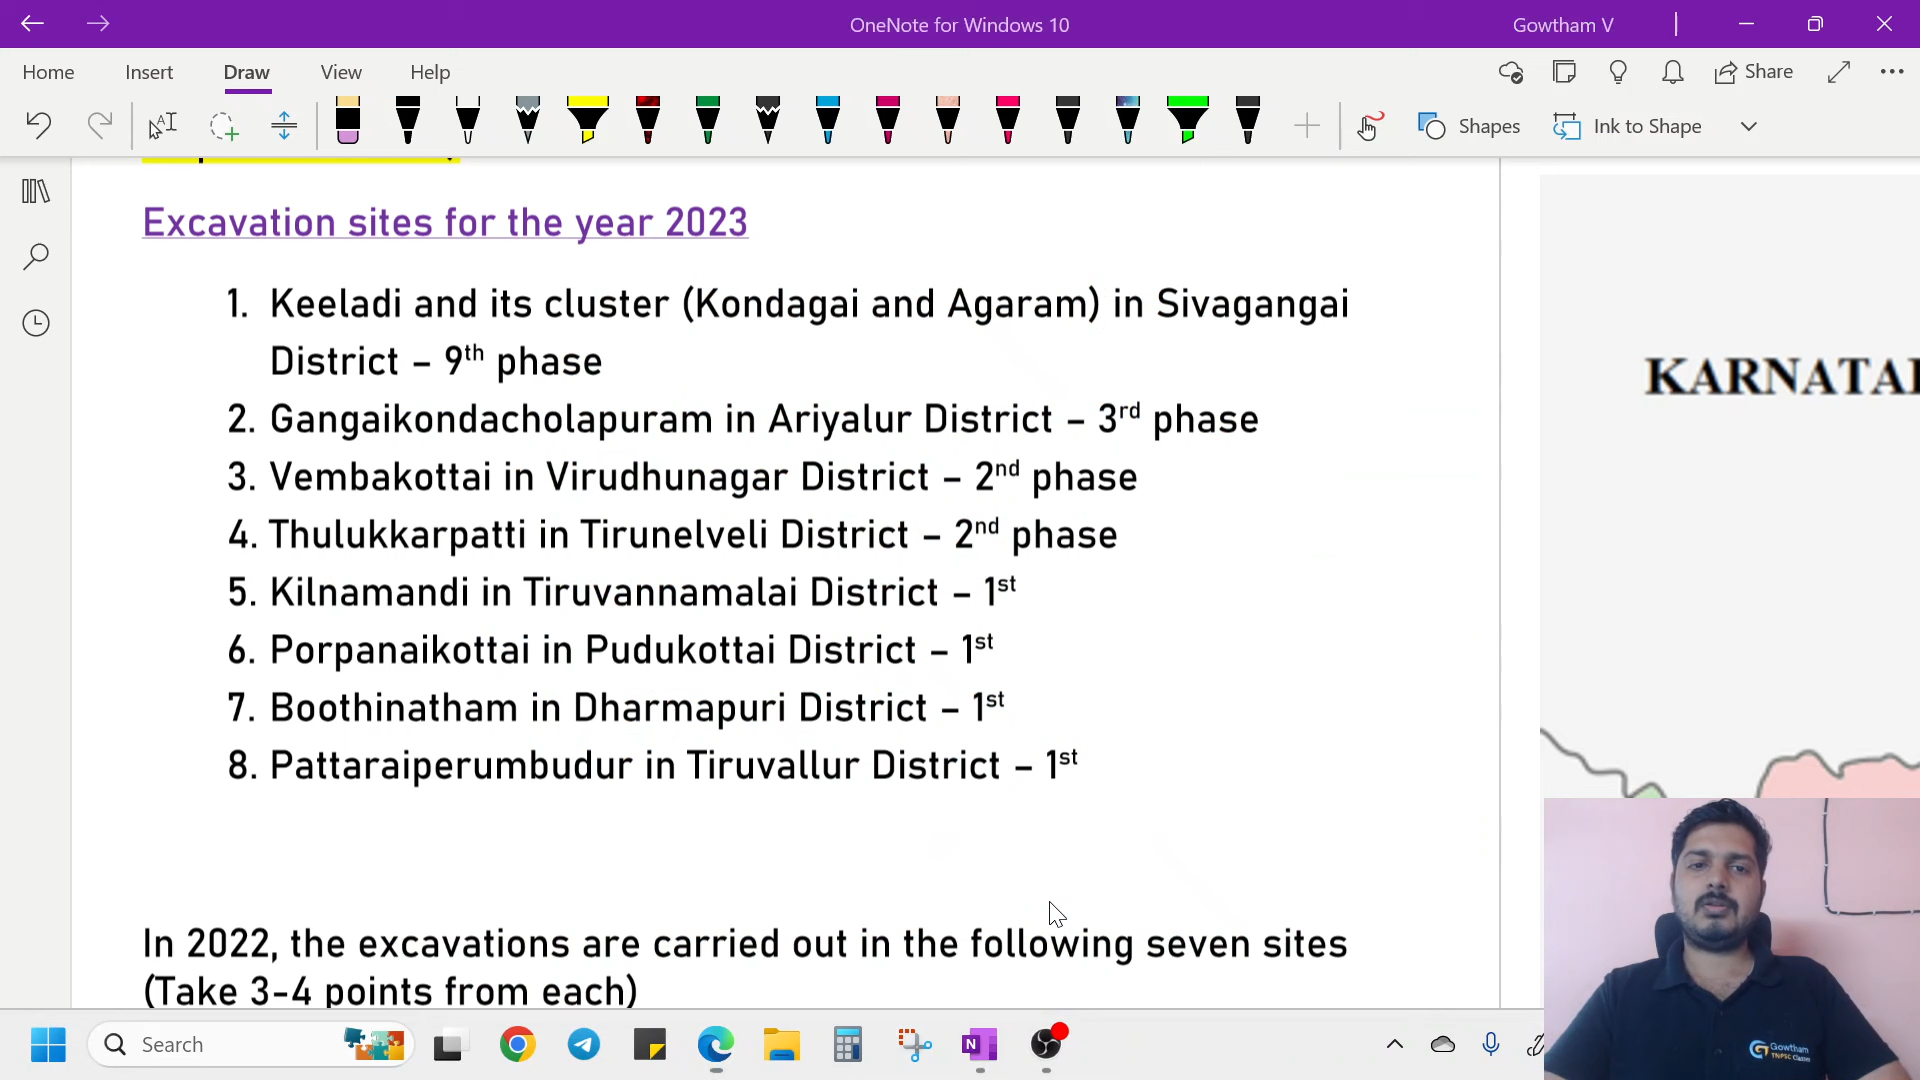 OneNote for Windows 10
Gowtham V
Home Insert Draw View Help
Share
Shapes
Ink to Shape
Excavation sites for the year 2023
1. Keeladi and its cluster (Kondagai and Agaram) in Sivagangai
District – 9th phase
2. Gangaikondacholapuram in Ariyalur District – 3rd phase
3. Vembakottai in Virudhunagar District – 2nd phase
4. Thulukkarpatti in Tirunelveli District – 2nd phase
5. Kilnamandi in Tiruvannamalai District – 1st
6. Porpanaikottai in Pudukottai District – 1st
7. Boothinatham in Dharmapuri District – 1st
8. Pattaraiperumbudur in Tiruvallur District – 1st
In 2022, the excavations are carried out in the following seven sites
(Take 3-4 points from each)
Search
Gowtham
TNPSC Classes